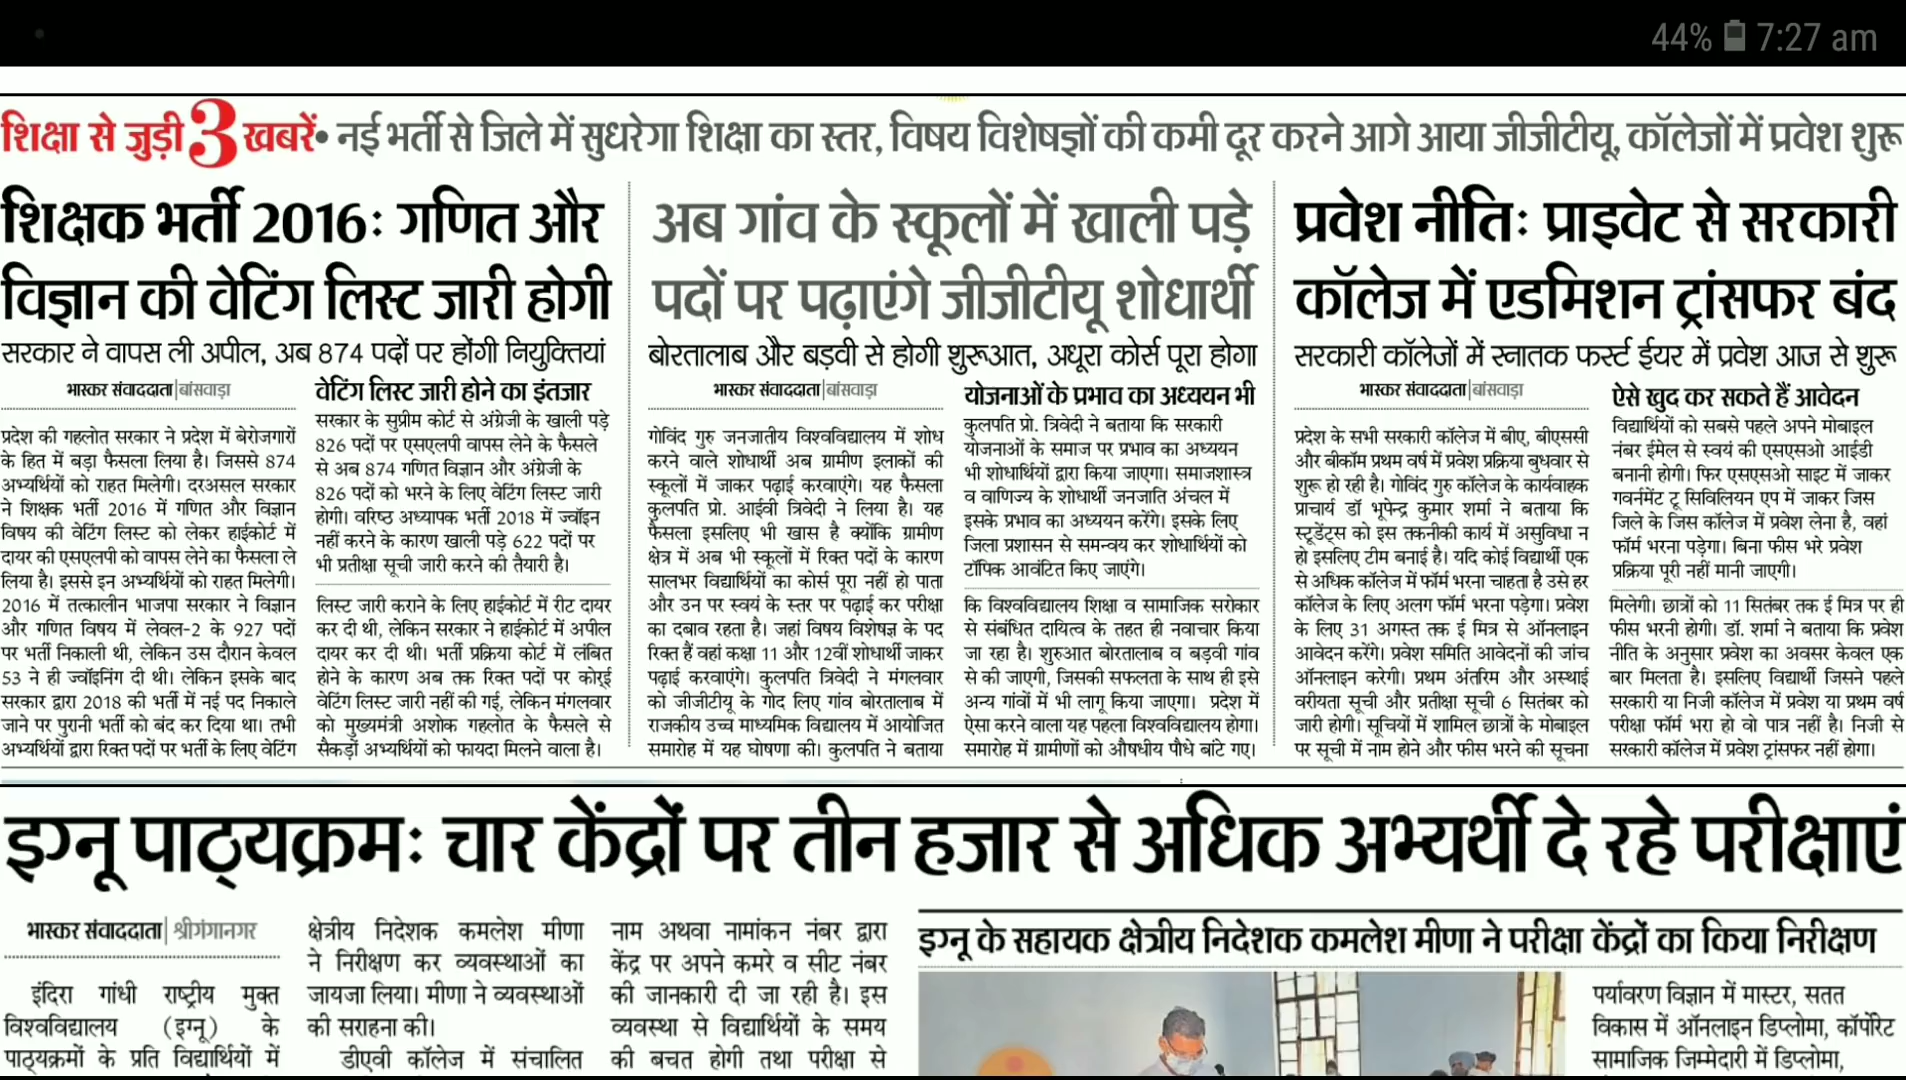 44% 7:27 am
शिक्षा से जुड़ी 3 खबरें • नई भर्ती से जिले में सुधरेगा शिक्षा का स्तर, विषय विशेषज्ञों की कमी दूर करने आगे आया जीजीटीयू, कॉलेजों में प्रवेश शुरू
शिक्षक भर्ती 2016: गणित और
विज्ञान की वेटिंग लिस्ट जारी होगी
सरकार ने वापस ली अपील, अब 874 पदों पर होंगी नियुक्तियां
भास्कर संवाददाता|बांसवाड़ा
प्रदेश की गहलोत सरकार ने प्रदेश में बेरोजगारों
के हित में बड़ा फैसला लिया है। जिससे 874
अभ्यर्थियों को राहत मिलेगी। दरअसल सरकार
ने शिक्षक भर्ती 2016 में गणित और विज्ञान
विषय की वेटिंग लिस्ट को लेकर हाईकोर्ट में
दायर की एसएलपी को वापस लेने का फैसला ले
लिया है। इससे इन अभ्यर्थियों को राहत मिलेगी।
2016 में तत्कालीन भाजपा सरकार ने विज्ञान
और गणित विषय में लेवल-2 के 927 पदों
पर भर्ती निकाली थी, लेकिन उस दौरान केवल
53 ने ही ज्वॉइनिंग दी थी। लेकिन इसके बाद
सरकार द्वारा 2018 की भर्ती में नई पद निकाले
जाने पर पुरानी भर्ती को बंद कर दिया था। तभी
अभ्यर्थियों द्वारा रिक्त पदों पर भर्ती के लिए वेटिंग
वेटिंग लिस्ट जारी होने का इंतजार
सरकार के सुप्रीम कोर्ट से अंग्रेजी के खाली पड़े
826 पदों पर एसएलपी वापस लेने के फैसले
से अब 874 गणित विज्ञान और अंग्रेजी के
826 पदों को भरने के लिए वेटिंग लिस्ट जारी
होगी। वरिष्ठ अध्यापक भर्ती 2018 में ज्वॉइन
नहीं करने के कारण खाली पड़े 622 पदों पर
भी प्रतीक्षा सूची जारी करने की तैयारी है।
लिस्ट जारी कराने के लिए हाईकोर्ट में रीट दायर
कर दी थी, लेकिन सरकार ने हाईकोर्ट में अपील
दायर कर दी थी। भर्ती प्रक्रिया कोर्ट में लंबित
होने के कारण अब तक रिक्त पदों पर कोई
वेटिंग लिस्ट जारी नहीं की गई, लेकिन मंगलवार
को मुख्यमंत्री अशोक गहलोत के फैसले से
सैकड़ों अभ्यर्थियों को फायदा मिलने वाला है।
अब गांव के स्कूलों में खाली पड़े
पदों पर पढ़ाएंगे जीजीटीयू शोधार्थी
बोरतालाब और बड़वी से होगी शुरूआत, अधूरा कोर्स पूरा होगा
भास्कर संवाददाता|बांसवाड़ा
गोविंद गुरु जनजातीय विश्वविद्यालय में शोध
करने वाले शोधार्थी अब ग्रामीण इलाकों की
स्कूलों में जाकर पढ़ाई करवाएंगे। यह फैसला
कुलपति प्रो. आईवी त्रिवेदी ने लिया है। यह
फैसला इसलिए भी खास है क्योंकि ग्रामीण
क्षेत्र में अब भी स्कूलों में रिक्त पदों के कारण
सालभर विद्यार्थियों का कोर्स पूरा नहीं हो पाता
और उन पर स्वयं के स्तर पर पढ़ाई कर परीक्षा
का दबाव रहता है। जहां विषय विशेषज्ञ के पद
रिक्त हैं वहां कक्षा 11 और 12वीं शोधार्थी जाकर
पढ़ाई करवाएंगे। कुलपति त्रिवेदी ने मंगलवार
को जीजीटीयू के गोद लिए गांव बोरतालाब में
राजकीय उच्च माध्यमिक विद्यालय में आयोजित
समारोह में यह घोषणा की। कुलपति ने बताया
योजनाओं के प्रभाव का अध्ययन भी
कुलपति प्रो. त्रिवेदी ने बताया कि सरकारी
योजनाओं के समाज पर प्रभाव का अध्ययन
भी शोधार्थियों द्वारा किया जाएगा। समाजशास्त्र
व वाणिज्य के शोधार्थी जनजाति अंचल में
इसके प्रभाव का अध्ययन करेंगे। इसके लिए
जिला प्रशासन से समन्वय कर शोधार्थियों को
टॉपिक आवंटित किए जाएंगे।
कि विश्वविद्यालय शिक्षा व सामाजिक सरोकार
से संबंधित दायित्व के तहत ही नवाचार किया
जा रहा है। शुरुआत बोरतालाब व बड़वी गांव
से की जाएगी, जिसकी सफलता के साथ ही इसे
अन्य गांवों में भी लागू किया जाएगा। प्रदेश में
ऐसा करने वाला यह पहला विश्वविद्यालय होगा।
समारोह में ग्रामीणों को औषधीय पौधे बांटे गए।
प्रवेश नीति: प्राइवेट से सरकारी
कॉलेज में एडमिशन ट्रांसफर बंद
सरकारी कॉलेजों में स्नातक फर्स्ट ईयर में प्रवेश आज से शुरू
भास्कर संवाददाता|बांसवाड़ा
प्रदेश के सभी सरकारी कॉलेज में बीए, बीएससी
और बीकॉम प्रथम वर्ष में प्रवेश प्रक्रिया बुधवार से
शुरू हो रही है। गोविंद गुरु कॉलेज के कार्यवाहक
प्राचार्य डॉ भूपेन्द्र कुमार शर्मा ने बताया कि
स्टूडेंट्स को इस तकनीकी कार्य में असुविधा न
हो इसलिए टीम बनाई है। यदि कोई विद्यार्थी एक
से अधिक कॉलेज में फॉर्म भरना चाहता है उसे हर
कॉलेज के लिए अलग फॉर्म भरना पड़ेगा। प्रवेश
के लिए 31 अगस्त तक ई मित्र से ऑनलाइन
आवेदन करेंगे। प्रवेश समिति आवेदनों की जांच
ऑनलाइन करेगी। प्रथम अंतरिम और अस्थाई
वरीयता सूची और प्रतीक्षा सूची 6 सितंबर को
जारी होगी। सूचियों में शामिल छात्रों के मोबाइल
पर सूची में नाम होने और फीस भरने की सूचना
ऐसे खुद कर सकते हैं आवेदन
विद्यार्थियों को सबसे पहले अपने मोबाइल
नंबर ईमेल से स्वयं की एसएसओ आईडी
बनानी होगी। फिर एसएसओ साइट में जाकर
गवर्नमेंट टू सिविलियन एप में जाकर जिस
जिले के जिस कॉलेज में प्रवेश लेना है, वहां
फॉर्म भरना पड़ेगा। बिना फीस भरे प्रवेश
प्रक्रिया पूरी नहीं मानी जाएगी।
मिलेगी। छात्रों को 11 सितंबर तक ई मित्र पर ही
फीस भरनी होगी। डॉ. शर्मा ने बताया कि प्रवेश
नीति के अनुसार प्रवेश का अवसर केवल एक
बार मिलता है। इसलिए विद्यार्थी जिसने पहले
सरकारी या निजी कॉलेज में प्रवेश या प्रथम वर्ष
परीक्षा फॉर्म भरा हो वो पात्र नहीं है। निजी से
सरकारी कॉलेज में प्रवेश ट्रांसफर नहीं होगा।
इग्नू पाठ्यक्रम: चार केंद्रों पर तीन हजार से अधिक अभ्यर्थी दे रहे परीक्षाएं
भास्कर संवाददाता| श्रीगंगानगर
इंदिरा गांधी राष्ट्रीय मुक्त
विश्वविद्यालय (इग्नू) के
पाठ्यक्रमों के प्रति विद्यार्थियों में
क्षेत्रीय निदेशक कमलेश मीणा
ने निरीक्षण कर व्यवस्थाओं का
जायजा लिया। मीणा ने व्यवस्थाओं
की सराहना की।
डीएवी कॉलेज में संचालित
नाम अथवा नामांकन नंबर द्वारा
केंद्र पर अपने कमरे व सीट नंबर
की जानकारी दी जा रही है। इस
व्यवस्था से विद्यार्थियों के समय
की बचत होगी तथा परीक्षा से
इग्नू के सहायक क्षेत्रीय निदेशक कमलेश मीणा ने परीक्षा केंद्रों का किया निरीक्षण
पर्यावरण विज्ञान में मास्टर, सतत
विकास में ऑनलाइन डिप्लोमा, कॉर्पोरेट
सामाजिक जिम्मेदारी में डिप्लोमा,